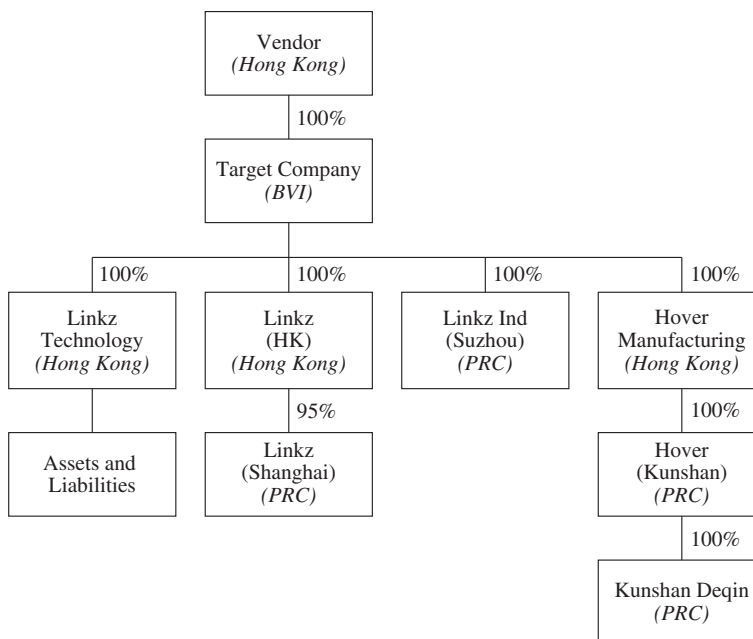 Vendor
(Hong Kong)
100%
Target Company
(BVI)
100%
100%
100%
100%
Linkz
Technology
(Hong Kong)
Linkz
(HK)
(Hong Kong)
Linkz Ind
(Suzhou)
(PRC)
Hover
Manufacturing
(Hong Kong)
95%
100%
Assets and
Liabilities
Linkz
(Shanghai)
(PRC)
Hover
(Kunshan)
(PRC)
100%
Kunshan Deqin
(PRC)